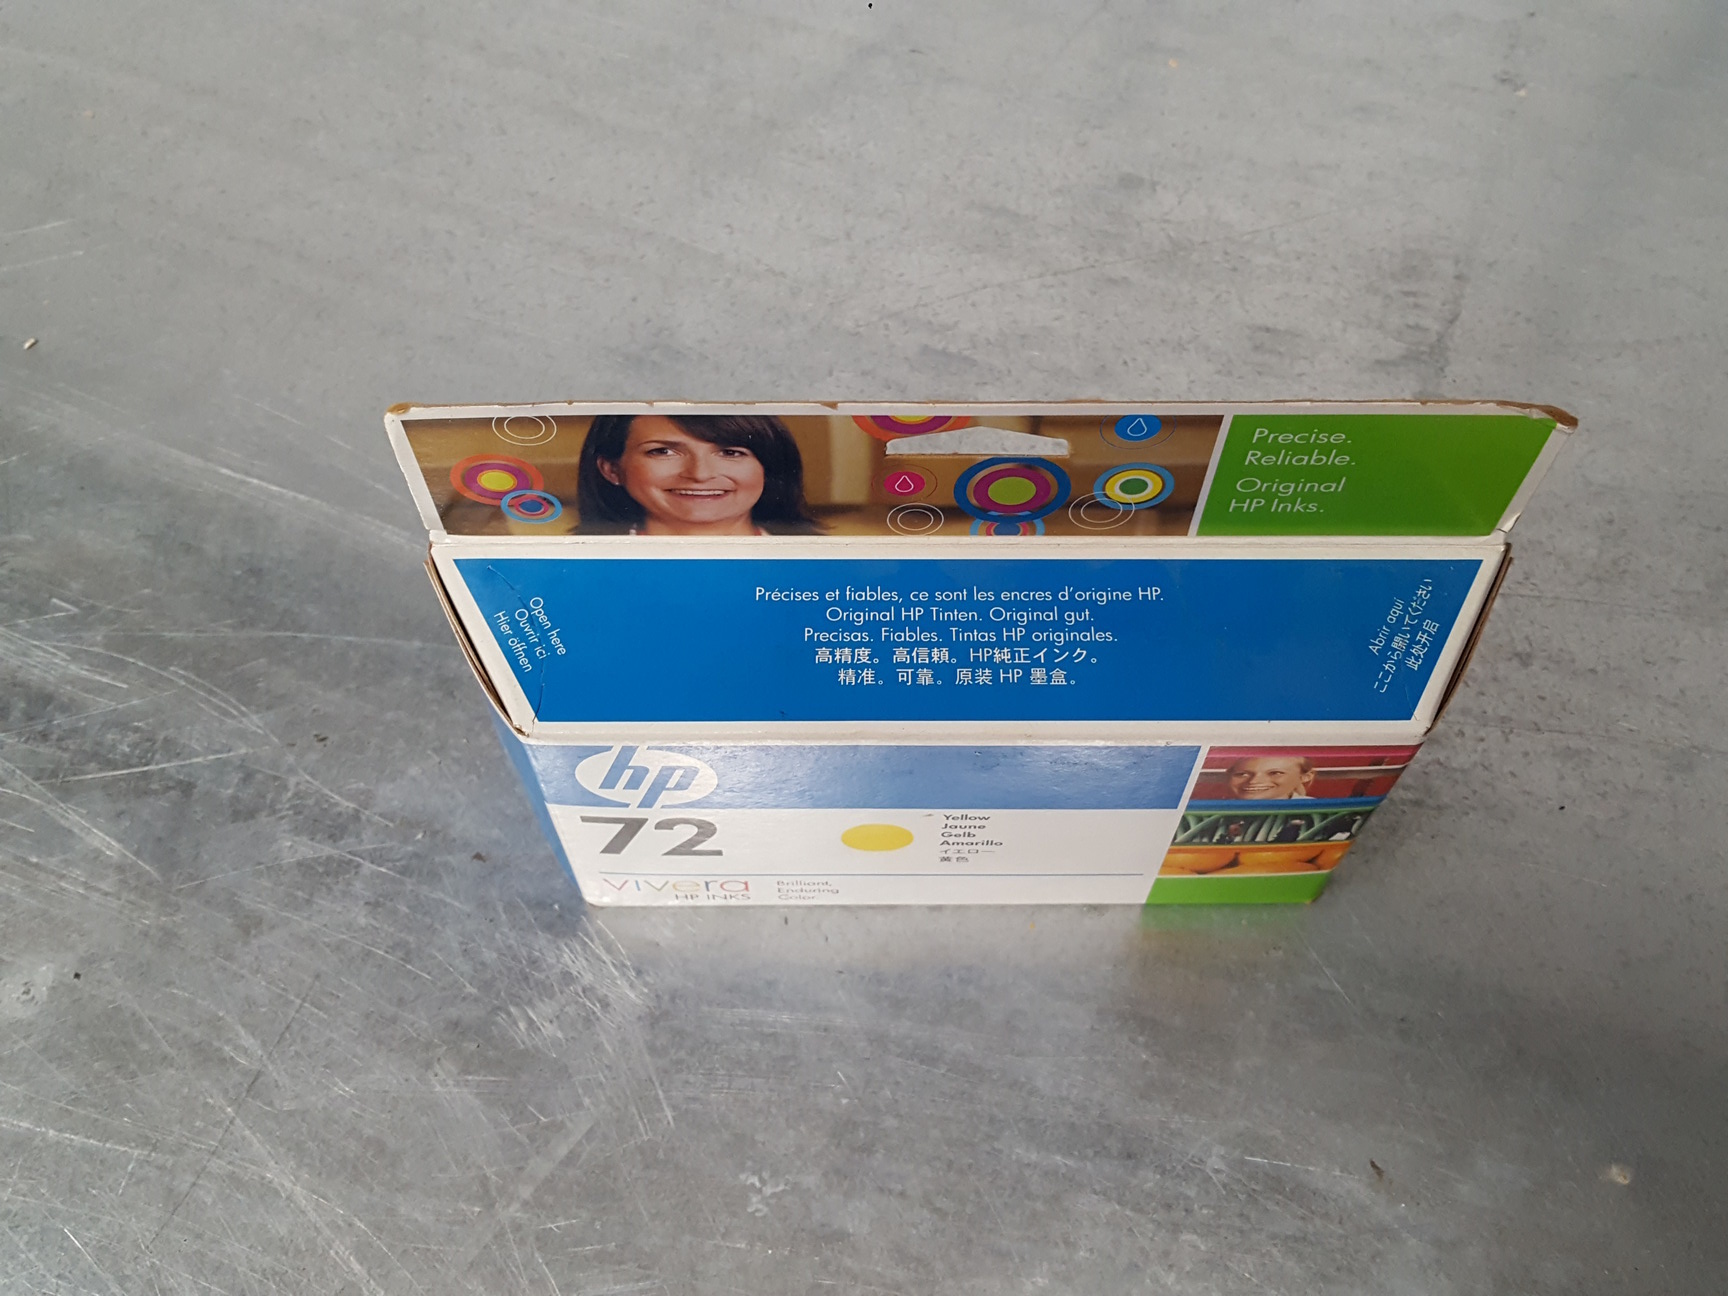 Precise.
Reliable.
Original
HP Inks.
Précises et fiables, ce sont les encres d'origine HP.
Original HP Tinten. Original gut.
Precisas. Fiables. Tintas HP originales.
高精度。高信頼。HP純正インク。
精准。可靠。原装 HP 墨盒。
Open here
Ouvrir ici
Hier öffnen
Abrir aquí
ここから開いてください
此处开启
hp
72
Yellow
Jaune
Gelb
Amarillo
イエロー
黄色
vivera
HP INKS
Brilliant,
Enduring
Color.